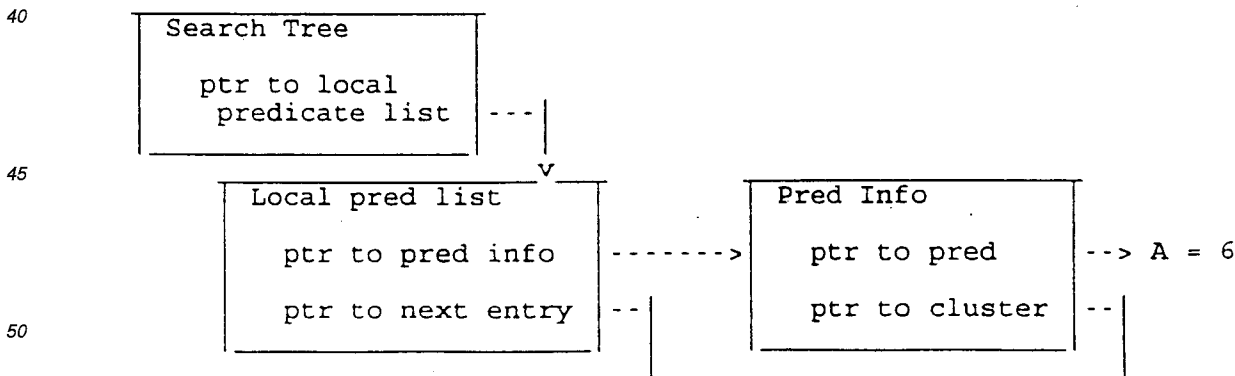 40
Search Tree
ptr to local
predicate list ---
45
v
Local pred list
Pred Info
ptr to pred info -------> ptr to pred --> A = 6
ptr to next entry -- ptr to cluster --
50